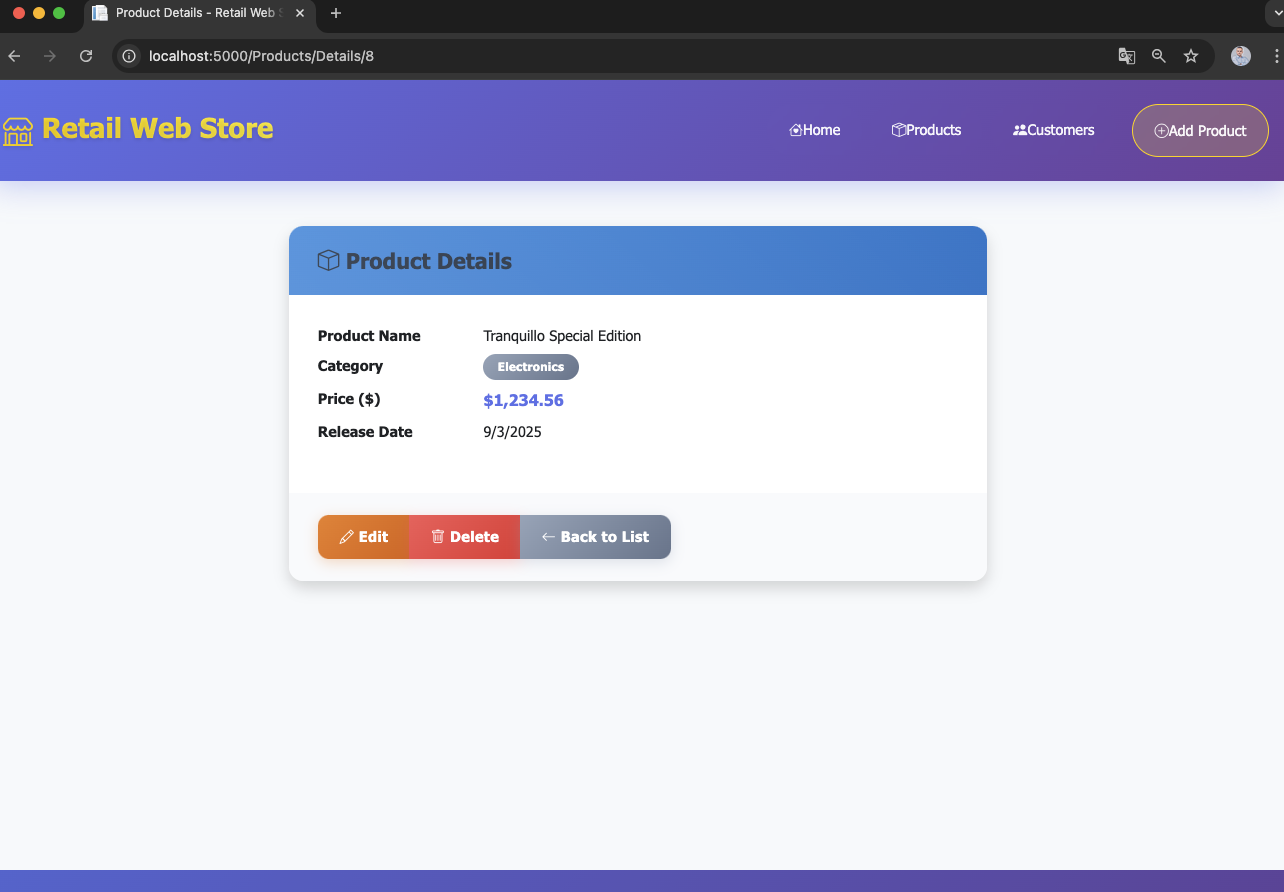 Product Details - Retail Web S
localhost:5000/Products/Details/8
Retail Web Store
Home
Products
Customers
Add Product
Product Details
Product Name Tranquillo Special Edition
Category Electronics
Price ($) $1,234.56
Release Date 9/3/2025
Edit
Delete
Back to List